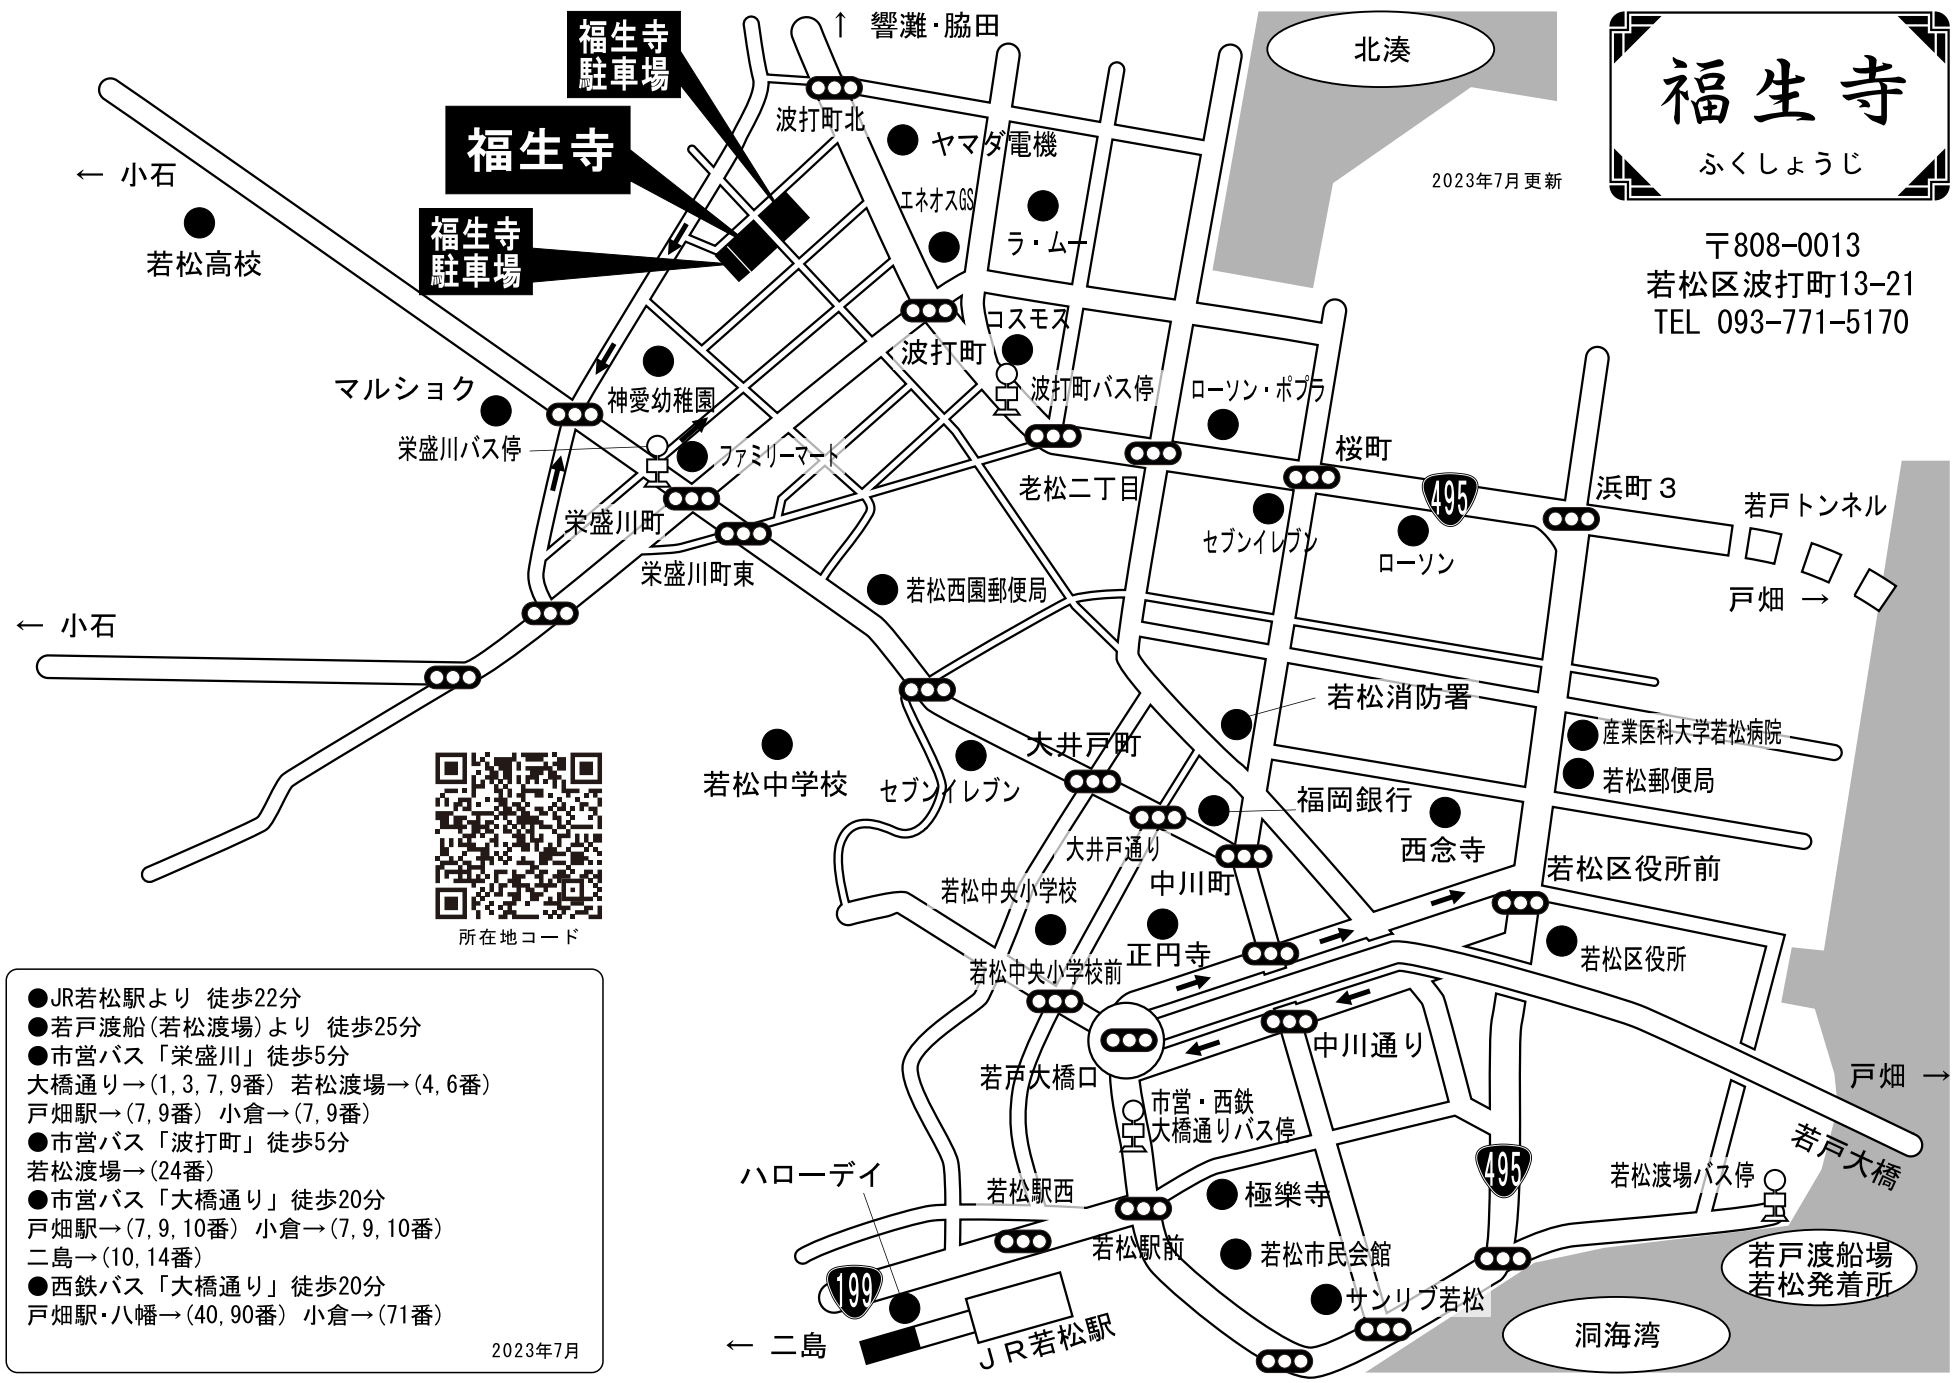 ↑ 響灘・脇田
北湊
福生寺
ふくしょうじ
2023年7月更新
〒808-0013
若松区波打町13-21
TEL 093-771-5170
福生寺
駐車場
福生寺
福生寺
駐車場
波打町北
ヤマダ電機
エネオスGS
ラ・ムー
← 小石
若松高校
コスモス
波打町
波打町バス停
ローソン・ポプラ
マルショク
神愛幼稚園
栄盛川バス停
ファミリーマート
桜町
495
浜町3
若戸トンネル
老松二丁目
栄盛川町
セブンイレブン
ローソン
栄盛川町東
若松西園郵便局
戸畑 →
← 小石
若松消防署
産業医科大学若松病院
若松郵便局
大井戸町
若松中学校
セブンイレブン
福岡銀行
大井戸通り
西念寺
中川町
若松区役所前
若松中央小学校
正円寺
若松区役所
若松中央小学校前
所在地コード
中川通り
若戸大橋口
戸畑 →
市営・西鉄
大橋通りバス停
若戸大橋
495
若松渡場バス停
ハローデイ
若松駅西
極樂寺
若松駅前
若松市民会館
若戸渡船場
若松発着所
199
サンリブ若松
洞海湾
← 二島
JR若松駅
●JR若松駅より 徒歩22分
●若戸渡船(若松渡場)より 徒歩25分
●市営バス「栄盛川」徒歩5分
大橋通り→(1,3,7,9番) 若松渡場→(4,6番)
戸畑駅→(7,9番) 小倉→(7,9番)
●市営バス「波打町」徒歩5分
若松渡場→(24番)
●市営バス「大橋通り」徒歩20分
戸畑駅→(7,9,10番) 小倉→(7,9,10番)
二島→(10,14番)
●西鉄バス「大橋通り」徒歩20分
戸畑駅・八幡→(40,90番) 小倉→(71番)
2023年7月